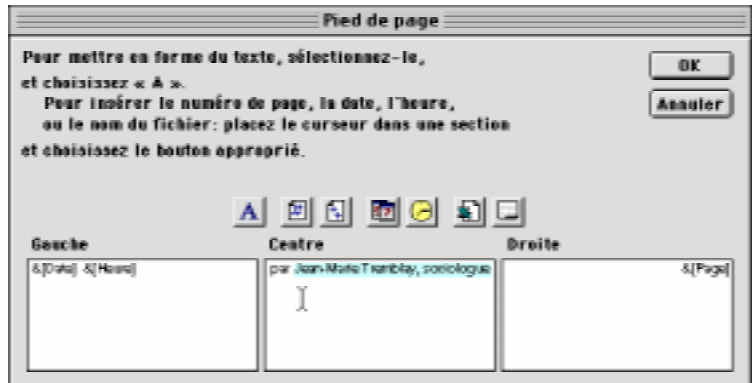 Pied de page
Pour mettre en forme du texte, sélectionnez-le,
et choisissez « A ».
Pour insérer le numéro de page, la date, l'heure,
ou le nom du fichier: placez le curseur dans une section
et choisissez le bouton approprié.
OK
Annuler
A
Gauche Centre Droite
&[Date] &[Heure] par Jean-Marie Tremblay, sociologue &[Page]